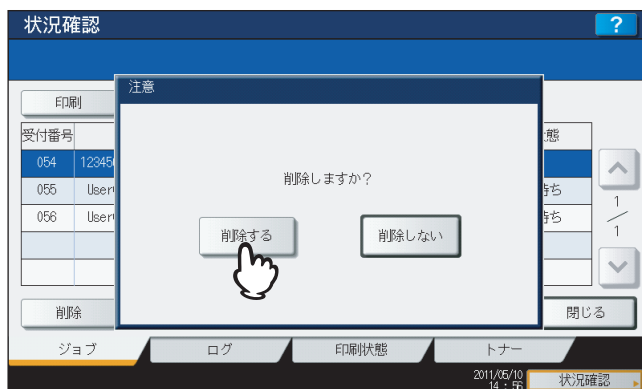 状況確認
?
注意
印刷
受付番号
態
054 12345
055 User
待ち
056 User
待ち
削除しますか？
削除する
削除しない
1
1
削除
閉じる
ジョブ
ログ
印刷状態
トナー
2011/05/10
14:56
状況確認